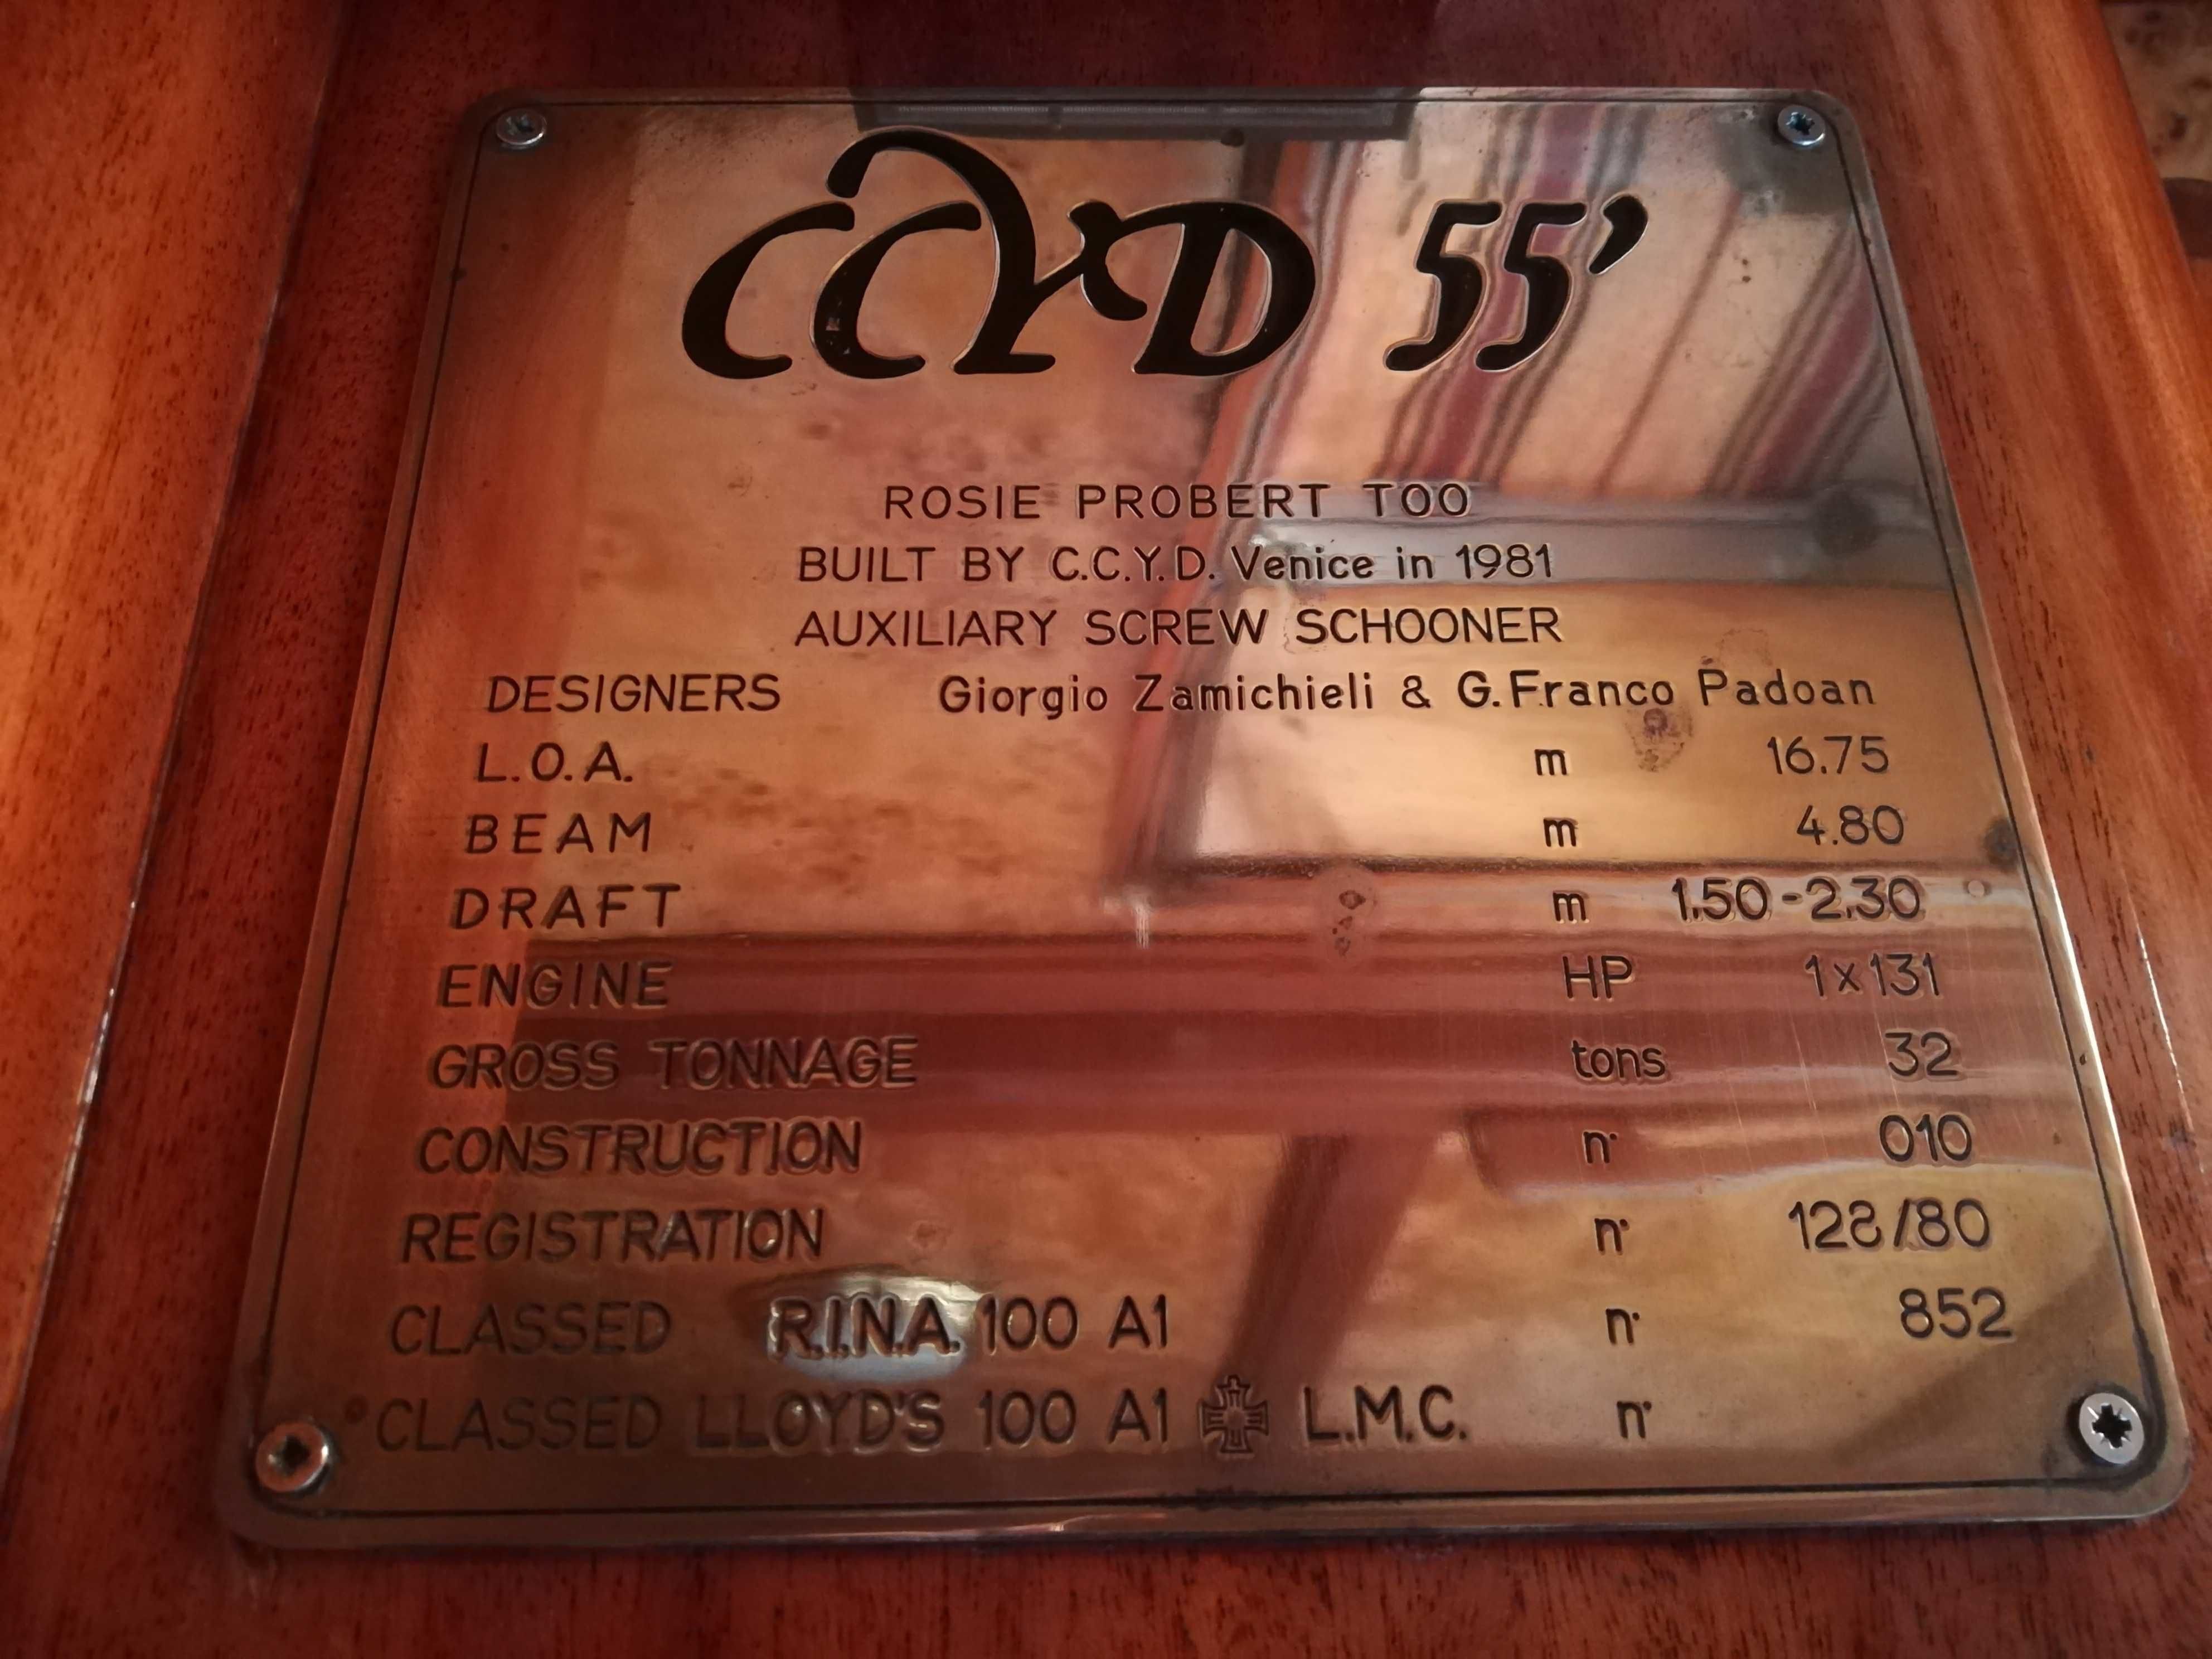 CCYD 55'
ROSIE PROBERT TOO
BUILT BY C.C.Y.D. Venice in 1981
AUXILIARY SCREW SCHOONER
DESIGNERS Giorgio Zamichieli & G.Franco Padoan
L.O.A. m 16.75
BEAM m 4.80
DRAFT m 1.50-2.30
ENGINE HP 1x131
GROSS TONNAGE tons 32
CONSTRUCTION n· 010
REGISTRATION n· 128/80
CLASSED R.I.N.A. 100 A1 n· 852
CLASSED LLOYD'S 100 A1 ✠ L.M.C. n·